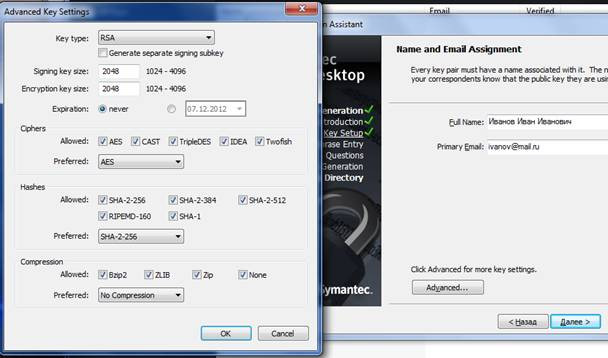 Advanced Key Settings
Key type: RSA
Generate separate signing subkey
Signing key size: 2048 1024 - 4096
Encryption key size: 2048 1024 - 4096
Expiration: never 07.12.2012
Ciphers
Allowed: AES CAST TripleDES IDEA Twofish
Preferred: AES
Hashes
Allowed: SHA-2-256 SHA-2-384 SHA-2-512
RIPEMD-160 SHA-1
Preferred:
SHA-2-256
Compression
Allowed: Bzip2 ZLIB Zip None
Preferred: No Compression
OK Cancel
Email Verified
n Assistant
ec
esktop
neration
troduction
Key Setup
rase Entry
Questions
Generation
Directory
Symantec.
Name and Email Assignment
Every key pair must have a name associated with it. The n
your correspondents know that the public key they are usin
Full Name: Иванов Иван Иванович
Primary Email: ivanov@mail.ru
Click Advanced for more key settings.
Advanced...
< Назад Далее >